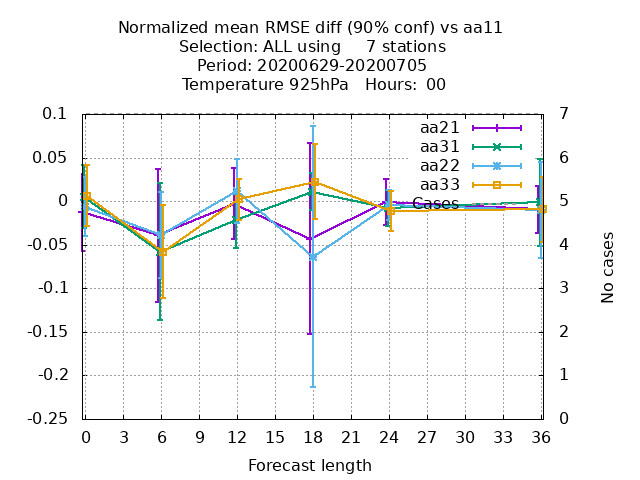 Normalized mean RMSE diff (90% conf) vs aa11
Selection: ALL using     7 stations
Period: 20200629-20200705
Temperature 925hPa   Hours:  00
0.1
0.05
0
-0.05
-0.1
-0.15
-0.2
-0.25
7
6
5
4
3
2
1
0
aa21
aa31
aa22
aa33
Cases
No cases
0 3 6 9 12 15 18 21 24 27 30 33 36
Forecast length